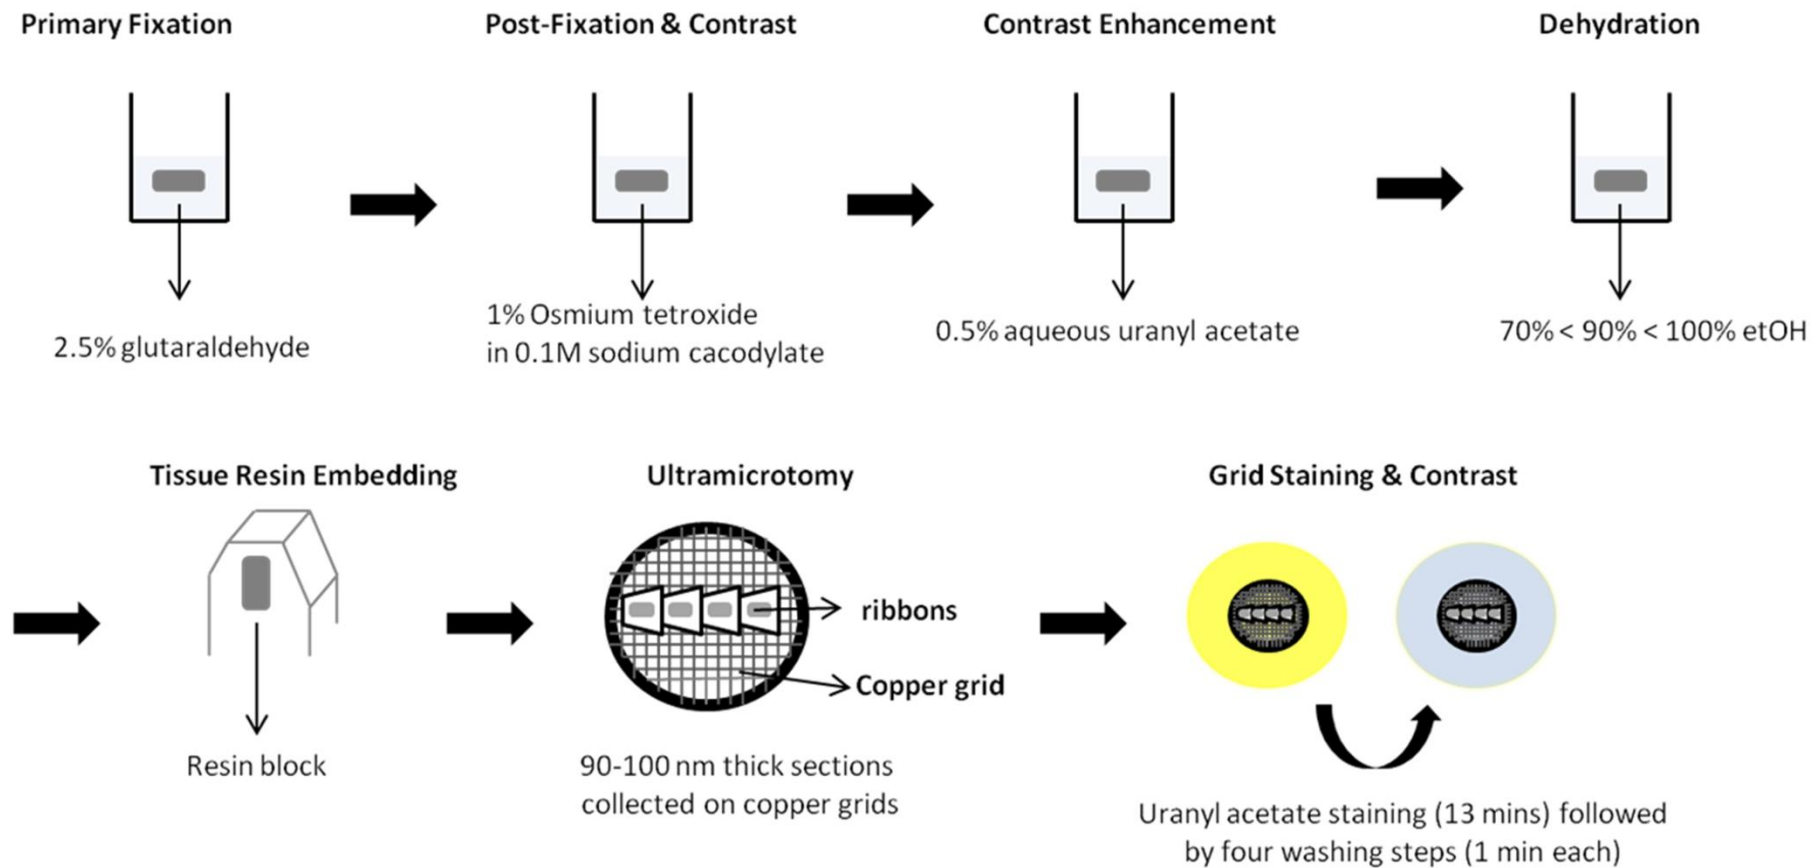 Primary Fixation
Post-Fixation & Contrast
Contrast Enhancement
Dehydration
2.5% glutaraldehyde
1% Osmium tetroxide
in 0.1M sodium cacodylate
0.5% aqueous uranyl acetate
70% < 90% < 100% etOH
Tissue Resin Embedding
Ultramicrotomy
Grid Staining & Contrast
ribbons
Copper grid
Resin block
90-100 nm thick sections
collected on copper grids
Uranyl acetate staining (13 mins) followed
by four washing steps (1 min each)